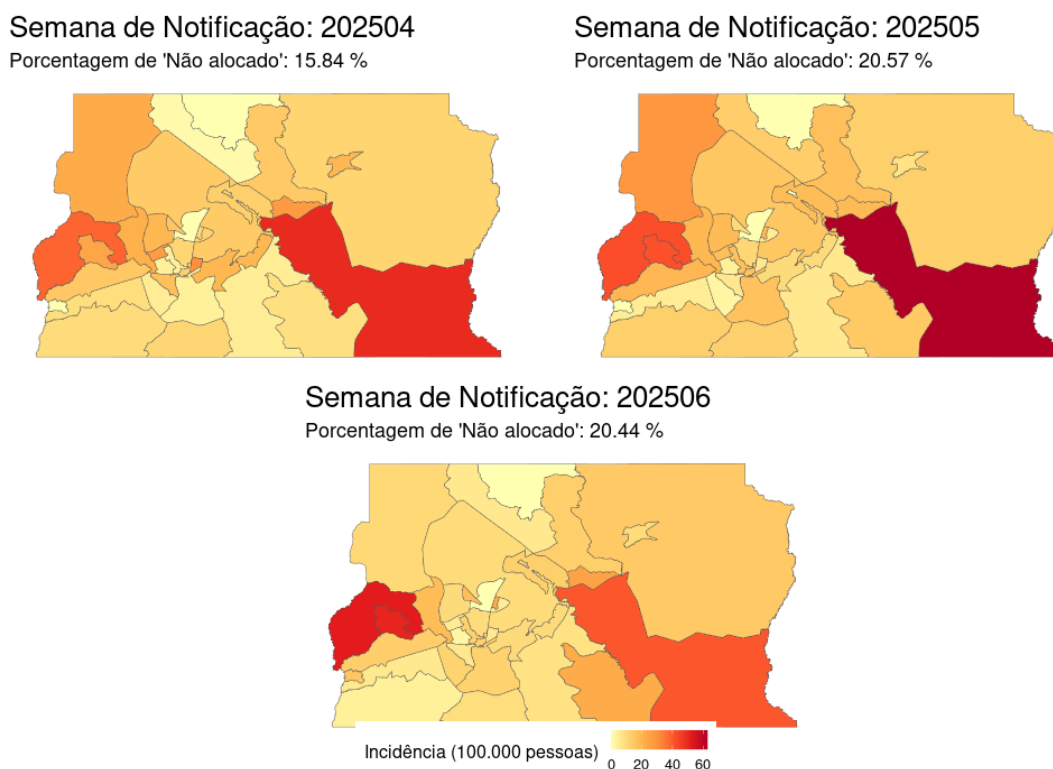 Semana de Notificação: 202504
Porcentagem de 'Não alocado': 15.84 %
Semana de Notificação: 202505
Porcentagem de 'Não alocado': 20.57 %
Semana de Notificação: 202506
Porcentagem de 'Não alocado': 20.44 %
Incidência (100.000 pessoas)
0 20 40 60